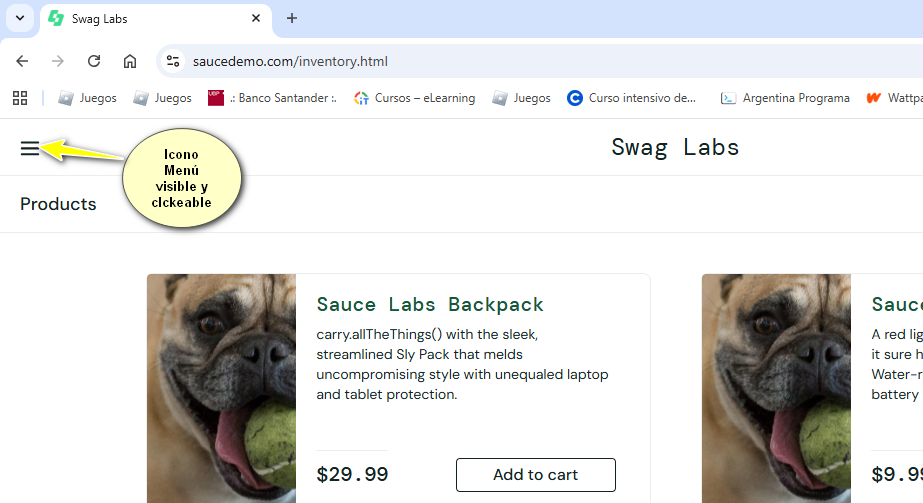 Swag Labs
saucedemo.com/inventory.html
Juegos
Juegos
.: Banco Santander :.
Cursos – eLearning
Juegos
Curso intensivo de...
Argentina Programa
Wattpa
Icono
Menú
visible y
clckeable
Swag Labs
Products
Sauce Labs Backpack
carry.allTheThings() with the sleek,
streamlined Sly Pack that melds
uncompromising style with unequaled laptop
and tablet protection.
$29.99
Add to cart
Sauce
A red lig
it sure h
Water-r
battery
$9.99